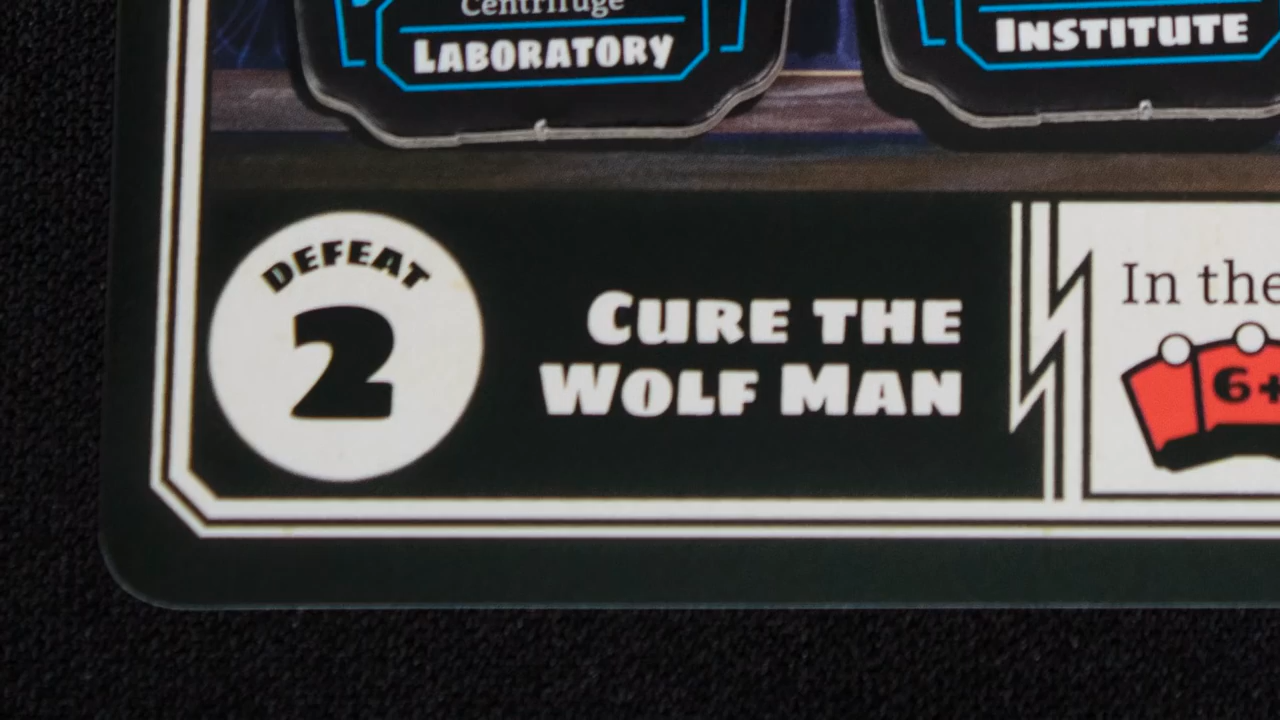 Centrifuge
LABORATORY
INSTITUTE
DEFEAT
2
CURE THE
WOLF MAN
In the
6+